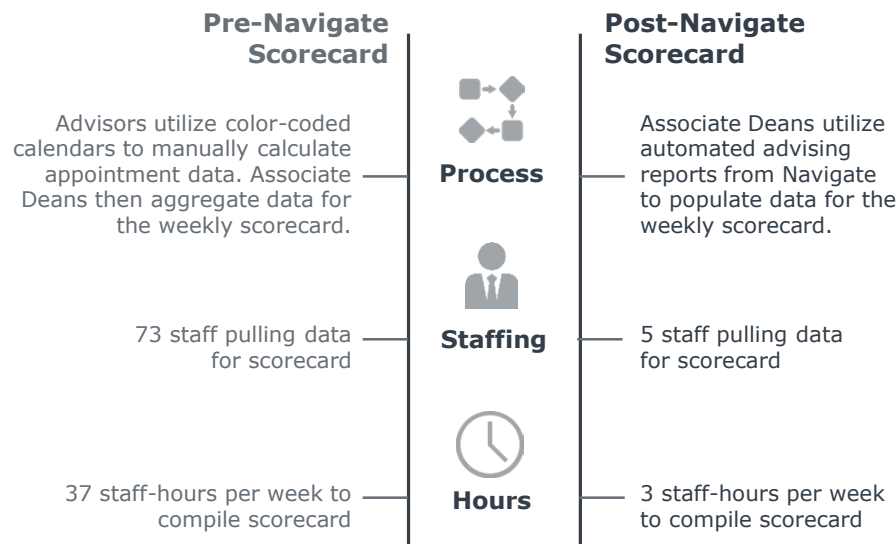 Pre-Navigate
Scorecard
Post-Navigate
Scorecard
Advisors utilize color-coded
calendars to manually calculate
appointment data. Associate
Deans then aggregate data for
the weekly scorecard.
Process
Associate Deans utilize
automated advising
reports from Navigate
to populate data for the
weekly scorecard.
73 staff pulling data
for scorecard
Staffing
5 staff pulling data
for scorecard
37 staff-hours per week to
compile scorecard
Hours
3 staff-hours per week
to compile scorecard